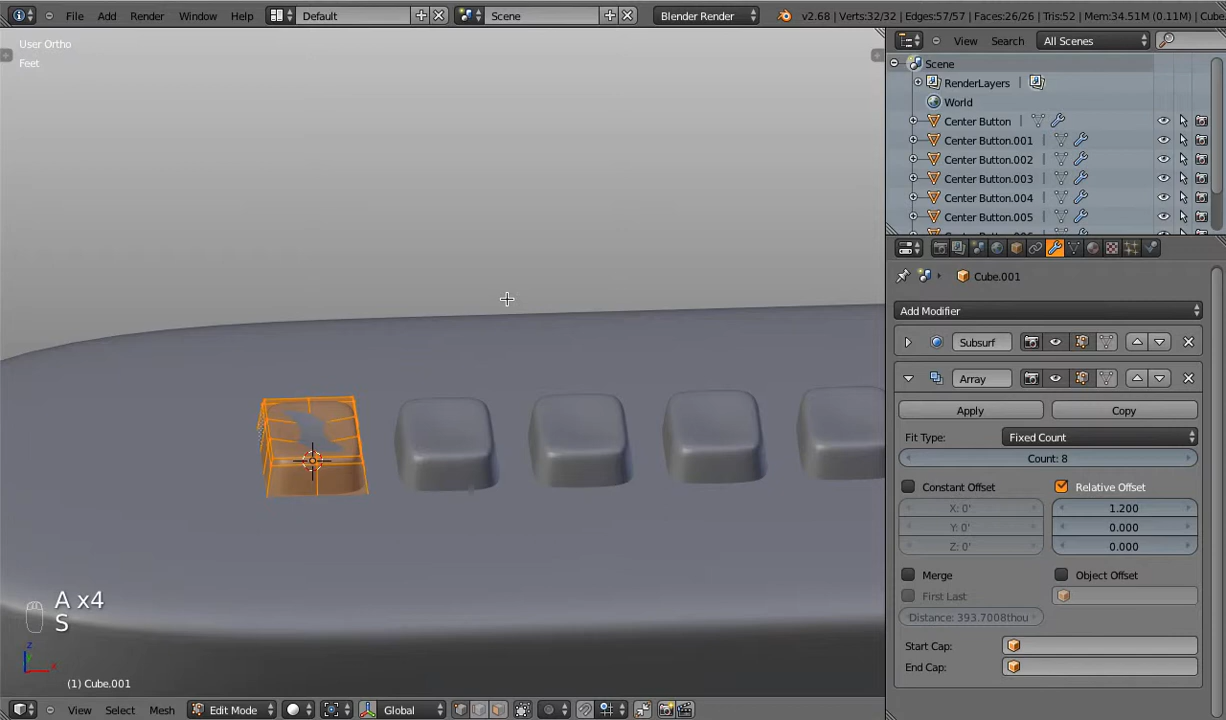 File Add Render Window Help Default Scene Blender Render v2.68 | Verts:32/32 | Edges:57/57 | Faces:26/26 | Tris:52 | Mem:34.51M (0.11M) | Cube
User Ortho
Feet
View Search All Scenes
Scene
RenderLayers
World
Center Button
Center Button.001
Center Button.002
Center Button.003
Center Button.004
Center Button.005
Cube.001
Add Modifier
Subsurf
Array
Apply Copy
Fit Type: Fixed Count
Count: 8
Constant Offset Relative Offset
X: 0' 1.200
Y: 0' 0.000
Z: 0' 0.000
Merge Object Offset
First Last
Distance: 393.7008thou
Start Cap:
End Cap:
A x4
S
z
x
(1) Cube.001
View Select Mesh Edit Mode Global